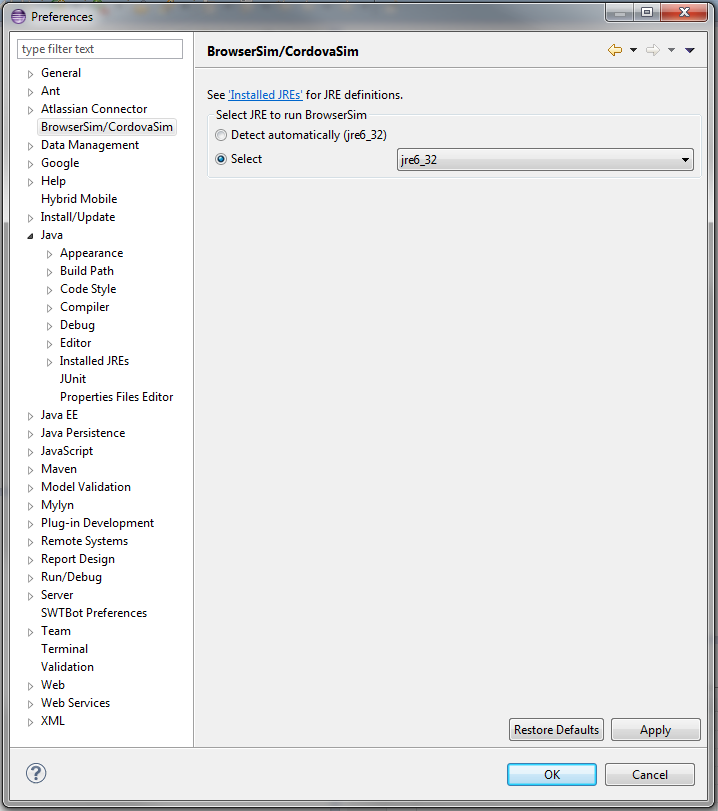 Preferences
type filter text
General
Ant
Atlassian Connector
BrowserSim/CordovaSim
Data Management
Google
Help
Hybrid Mobile
Install/Update
Java
Appearance
Build Path
Code Style
Compiler
Debug
Editor
Installed JREs
JUnit
Properties Files Editor
Java EE
Java Persistence
JavaScript
Maven
Model Validation
Mylyn
Plug-in Development
Remote Systems
Report Design
Run/Debug
Server
SWTBot Preferences
Team
Terminal
Validation
Web
Web Services
XML
BrowserSim/CordovaSim
See 'Installed JREs' for JRE definitions.
Select JRE to run BrowserSim
Detect automatically (jre6_32)
Select jre6_32
Restore Defaults Apply
? OK Cancel